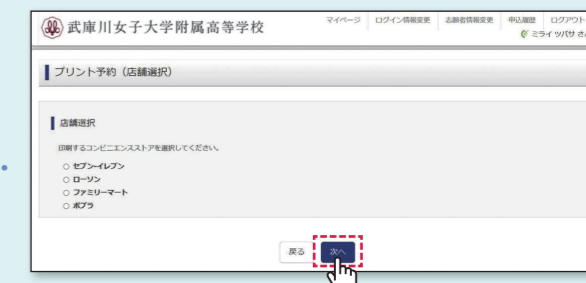 武庫川女子大学附属高等学校
マイページ ログイン情報変更 志願者情報変更 申込履歴 ログアウト
ミライ ツバサ さん
プリント予約（店舗選択）
店舗選択
印刷するコンビニエンスストアを選択してください。
セブン-イレブン
ローソン
ファミリーマート
ポプラ
戻る 次へ